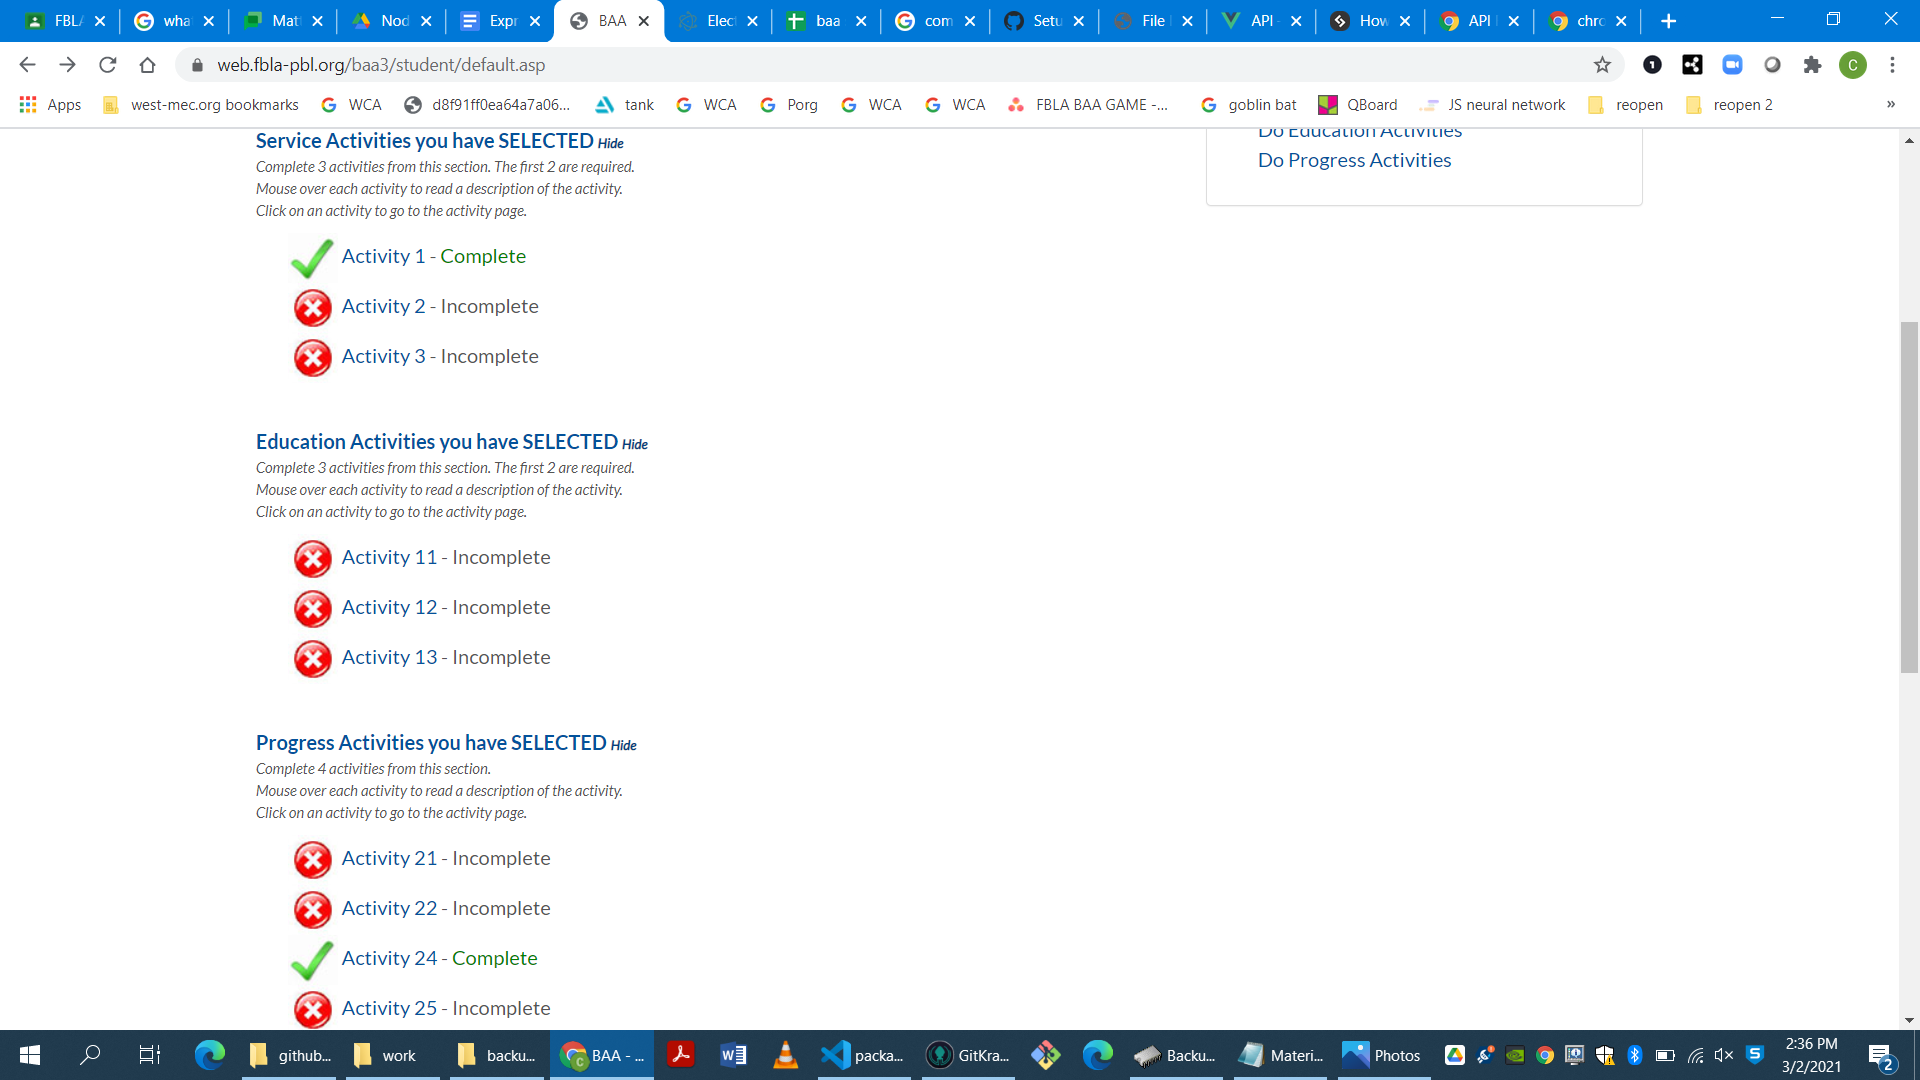 FBLA
what
Matt
Nod
Expr
BAA
Elect
baa
com
Setu
File
API
How
API
chro
web.fbla-pbl.org/baa3/student/default.asp
C
Apps
west-mec.org bookmarks
WCA
d8f91ff0ea64a7a06...
tank
WCA
Porg
WCA
WCA
FBLA BAA GAME -...
goblin bat
QBoard
JS neural network
reopen
reopen 2
»
Service Activities you have SELECTED Hide
Complete 3 activities from this section. The first 2 are required.
Mouse over each activity to read a description of the activity.
Click on an activity to go to the activity page.
Activity 1 - Complete
Activity 2 - Incomplete
Activity 3 - Incomplete
Education Activities you have SELECTED Hide
Complete 3 activities from this section. The first 2 are required.
Mouse over each activity to read a description of the activity.
Click on an activity to go to the activity page.
Activity 11 - Incomplete
Activity 12 - Incomplete
Activity 13 - Incomplete
Progress Activities you have SELECTED Hide
Complete 4 activities from this section.
Mouse over each activity to read a description of the activity.
Click on an activity to go to the activity page.
Activity 21 - Incomplete
Activity 22 - Incomplete
Activity 24 - Complete
Activity 25 - Incomplete
Do Education Activities
Do Progress Activities
github...
work
backu...
BAA - ...
packa...
GitKra...
Backu...
Materi...
Photos
2:36 PM
3/2/2021
2